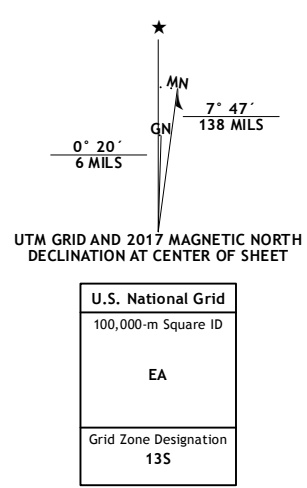 ★
MN
GN
7° 47´
138 MILS
0° 20´
6 MILS
UTM GRID AND 2017 MAGNETIC NORTH
DECLINATION AT CENTER OF SHEET
U.S. National Grid
100,000-m Square ID
EA
Grid Zone Designation
13S